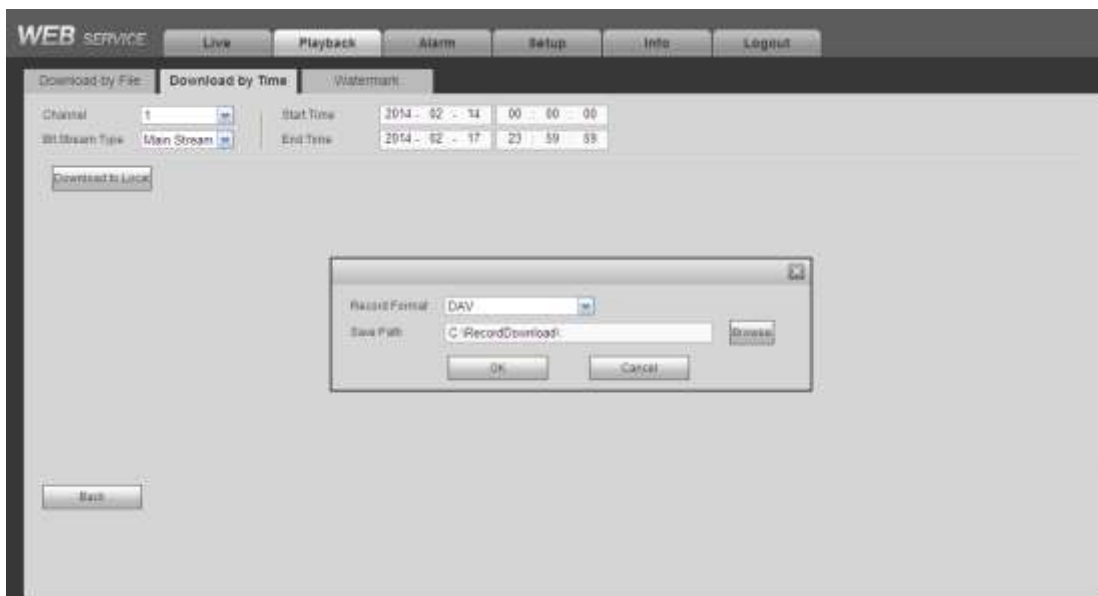 WEB SERVICE Live Playback Alarm Setup Info Logout
Download by File Download by Time Watermark
Channel 1 Start Time 2014 - 02 - 14 00 : 00 : 00
Bit Stream Type Main Stream End Time 2014 - 02 - 17 23 : 59 : 59
Download to Local
Record Format DAV
Save Path C:\RecordDownload\ Browse
OK Cancel
Back